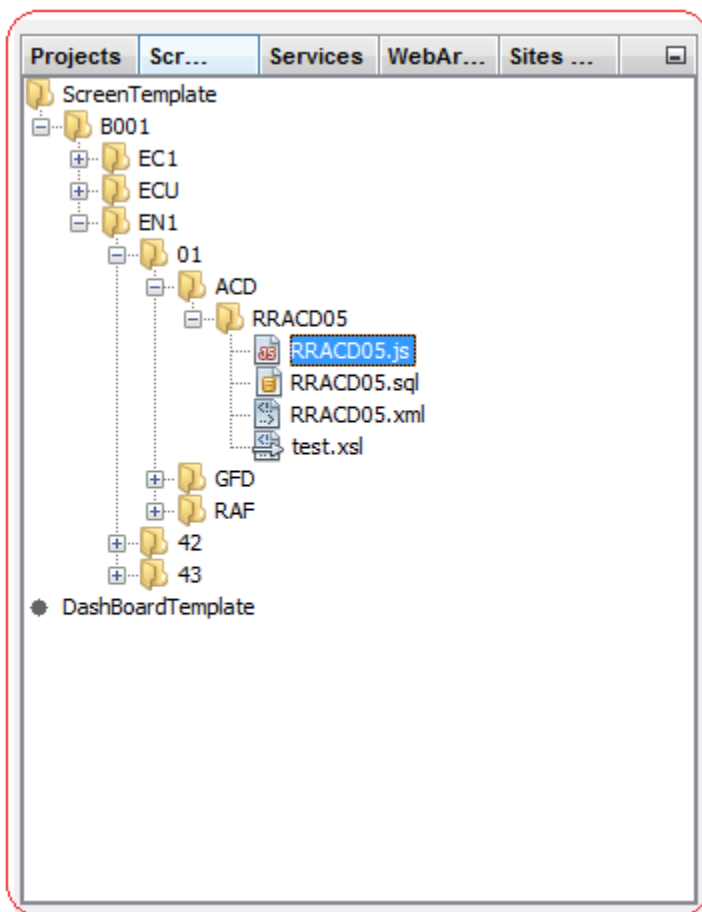 Projects Scr... Services WebAr... Sites ...
ScreenTemplate
B001
EC1
ECU
EN1
01
ACD
RRACD05
RRACD05.js
RRACD05.sql
RRACD05.xml
test.xsl
GFD
RAF
42
43
DashBoardTemplate